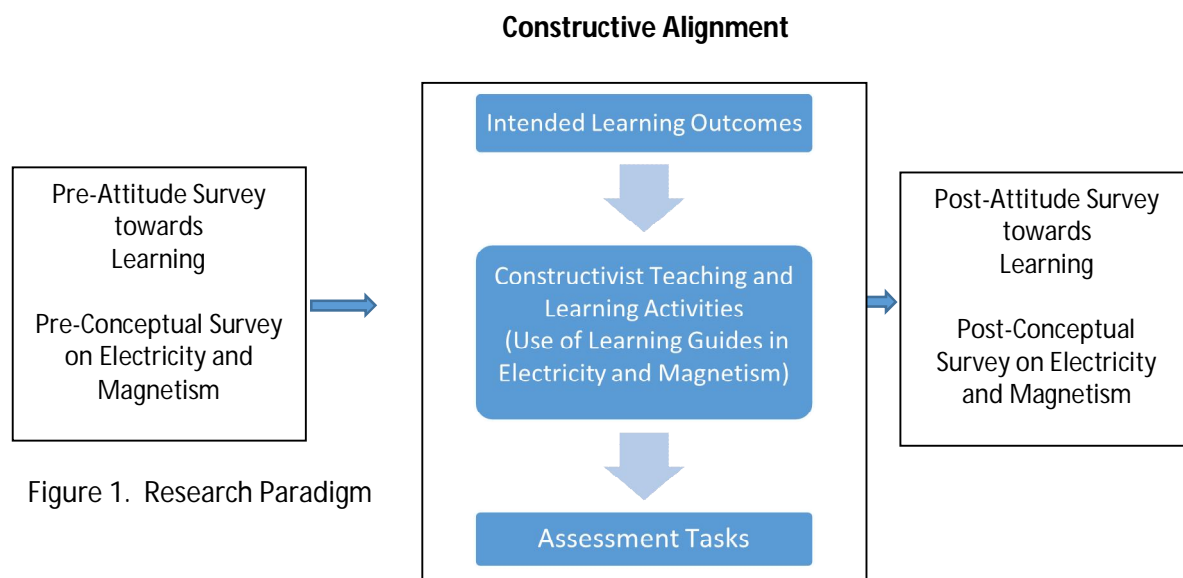 Constructive Alignment
Pre-Attitude Survey
towards
Learning
Pre-Conceptual Survey
on Electricity and
Magnetism
Intended Learning Outcomes
Constructivist Teaching and
Learning Activities
(Use of Learning Guides in
Electricity and Magnetism)
Assessment Tasks
Post-Attitude Survey
towards
Learning
Post-Conceptual
Survey on Electricity
and Magnetism
Figure 1. Research Paradigm